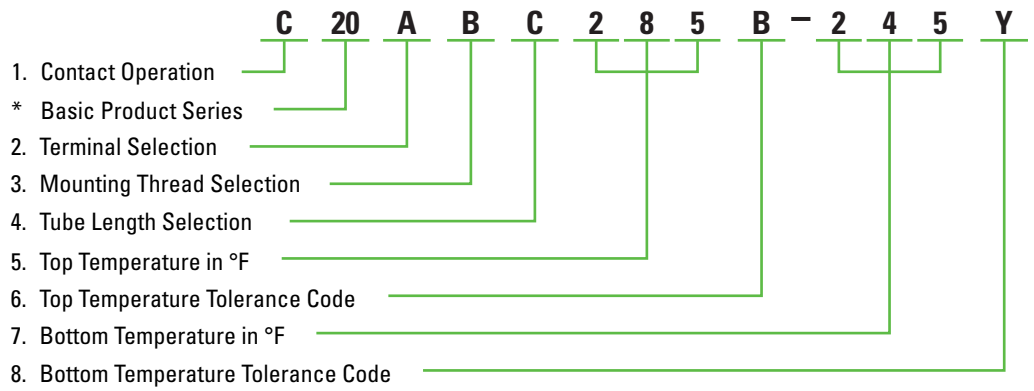 C 20 A B C 2 8 5 B – 2 4 5 Y
1. Contact Operation
* Basic Product Series
2. Terminal Selection
3. Mounting Thread Selection
4. Tube Length Selection
5. Top Temperature in °F
6. Top Temperature Tolerance Code
7. Bottom Temperature in °F
8. Bottom Temperature Tolerance Code